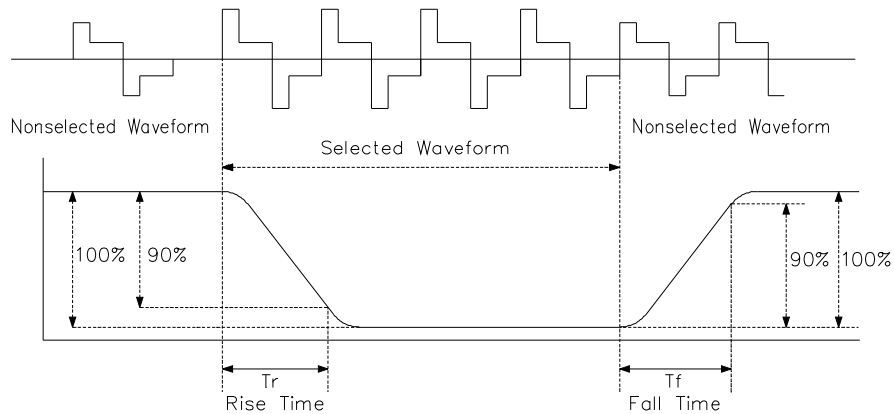 Nonselected Waveform
Selected Waveform
Nonselected Waveform
100%
90%
90%
100%
Tr
Rise Time
Tf
Fall Time